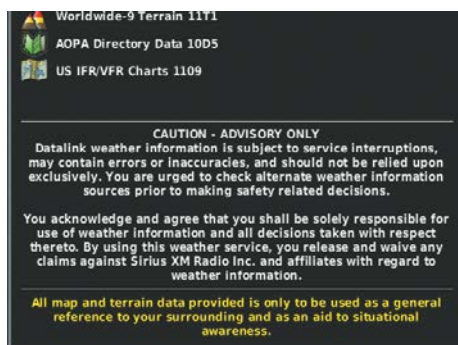 Worldwide-9 Terrain 11T1
AOPA Directory Data 10D5
US IFR/VFR Charts 1109
CAUTION - ADVISORY ONLY
Datalink weather information is subject to service interruptions,
may contain errors or inaccuracies, and should not be relied upon
exclusively. You are urged to check alternate weather information
sources prior to making safety related decisions.
You acknowledge and agree that you shall be solely responsible for
use of weather information and all decisions taken with respect
thereto. By using this weather service, you release and waive any
claims against Sirius XM Radio Inc. and affiliates with regard to
weather information.
All map and terrain data provided is only to be used as a general
reference to your surrounding and as an aid to situational
awareness.